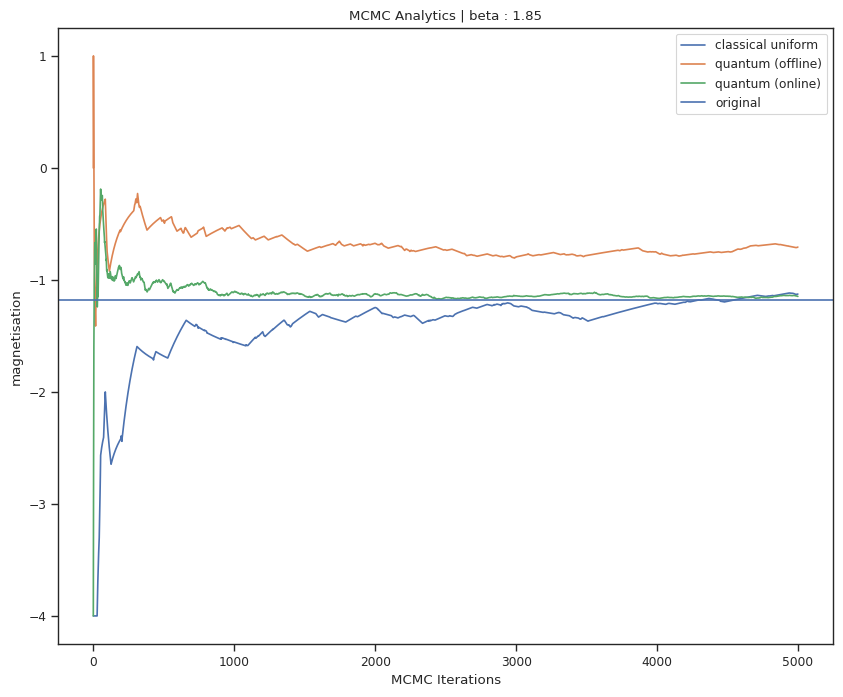 MCMC Analytics | beta : 1.85
classical uniform
quantum (offline)
quantum (online)
original
magnetisation
1
0
−1
−2
−3
−4
0 1000 2000 3000 4000 5000
MCMC Iterations